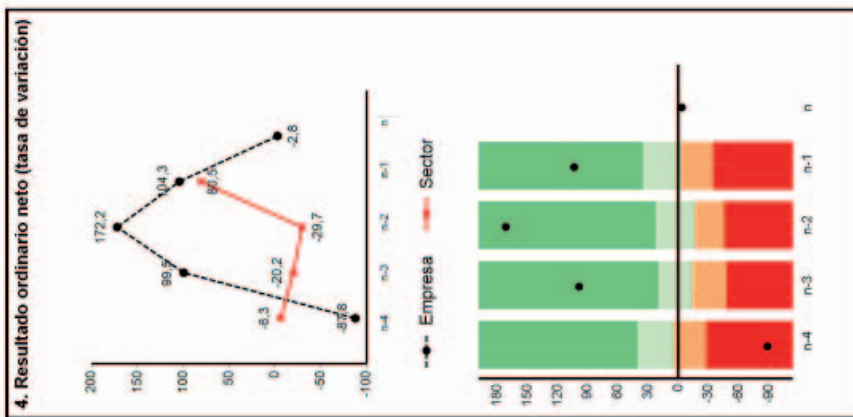 4. Resultado ordinario neto (tasa de variación)
200
150
100
50
0
-50
-100
172,2
104,3
99,5
80,5
-2,8
-6,3
-20,2
-29,7
-87,8
n-4
n-3
n-2
n-1
n
Empresa
Sector
180
150
120
90
60
30
0
-30
-60
-90
n-4
n-3
n-2
n-1
n